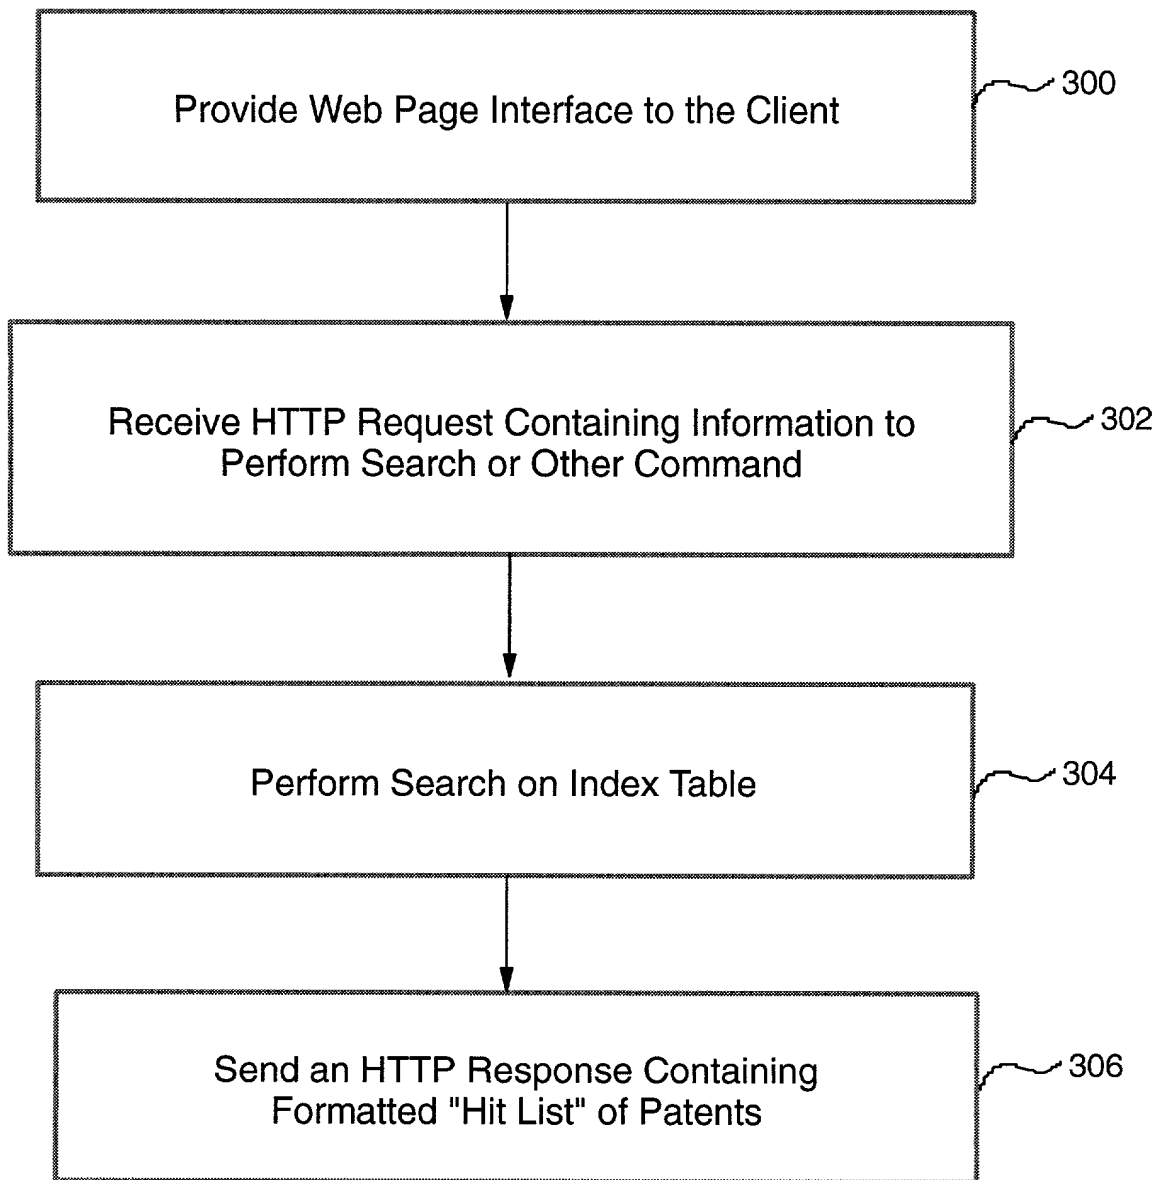 Provide Web Page Interface to the Client
300
Receive HTTP Request Containing Information to
Perform Search or Other Command
302
Perform Search on Index Table
304
Send an HTTP Response Containing
Formatted "Hit List" of Patents
306